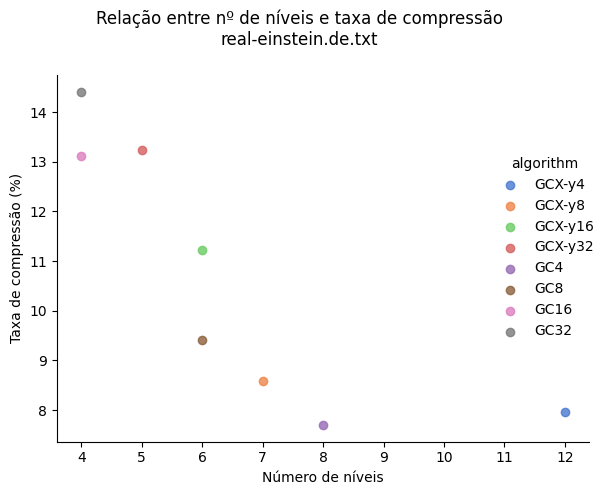 Relação entre nº de níveis e taxa de compressão
real-einstein.de.txt
Taxa de compressão (%)
14
13
12
11
10
9
8
4
5
6
7
8
9
10
11
12
Número de níveis
algorithm
GCX-y4
GCX-y8
GCX-y16
GCX-y32
GC4
GC8
GC16
GC32